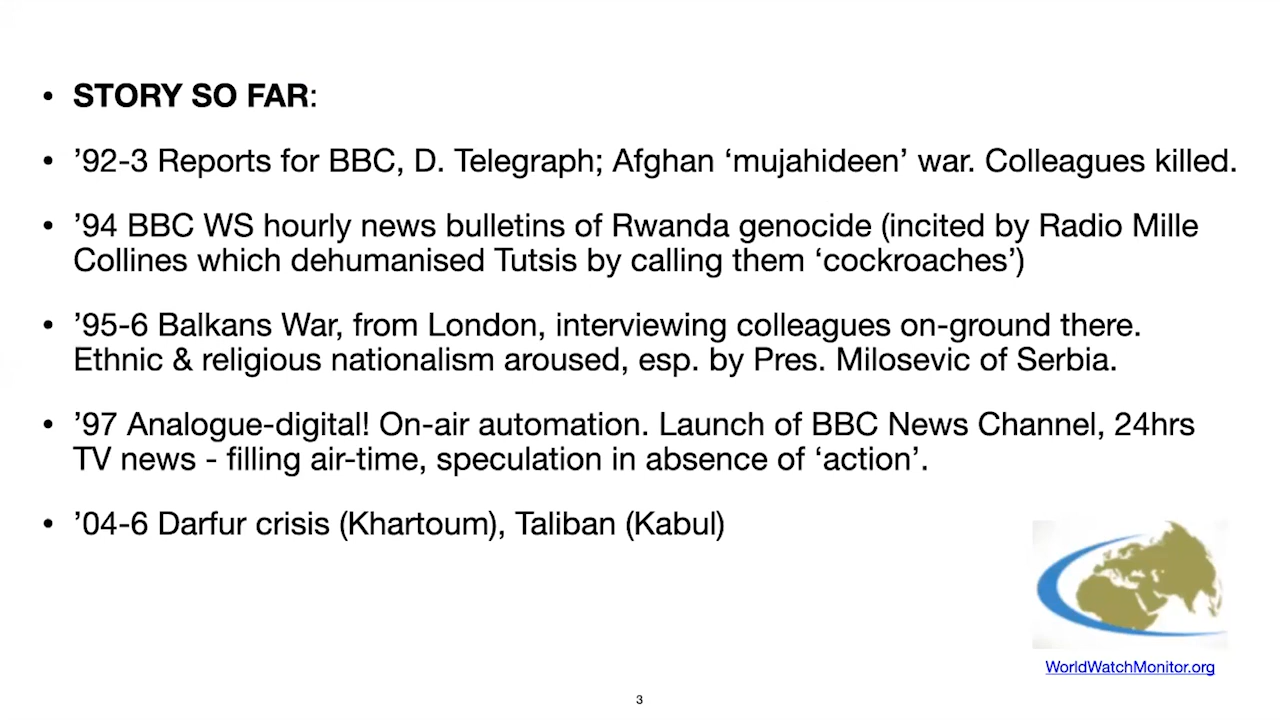 • STORY SO FAR:
• ’92-3 Reports for BBC, D. Telegraph; Afghan ‘mujahideen’ war. Colleagues killed.
• ’94 BBC WS hourly news bulletins of Rwanda genocide (incited by Radio Mille
Collines which dehumanised Tutsis by calling them ‘cockroaches’)
• ’95-6 Balkans War, from London, interviewing colleagues on-ground there.
Ethnic & religious nationalism aroused, esp. by Pres. Milosevic of Serbia.
• ’97 Analogue-digital! On-air automation. Launch of BBC News Channel, 24hrs
TV news - filling air-time, speculation in absence of ‘action’.
• ’04-6 Darfur crisis (Khartoum), Taliban (Kabul)
WorldWatchMonitor.org
3